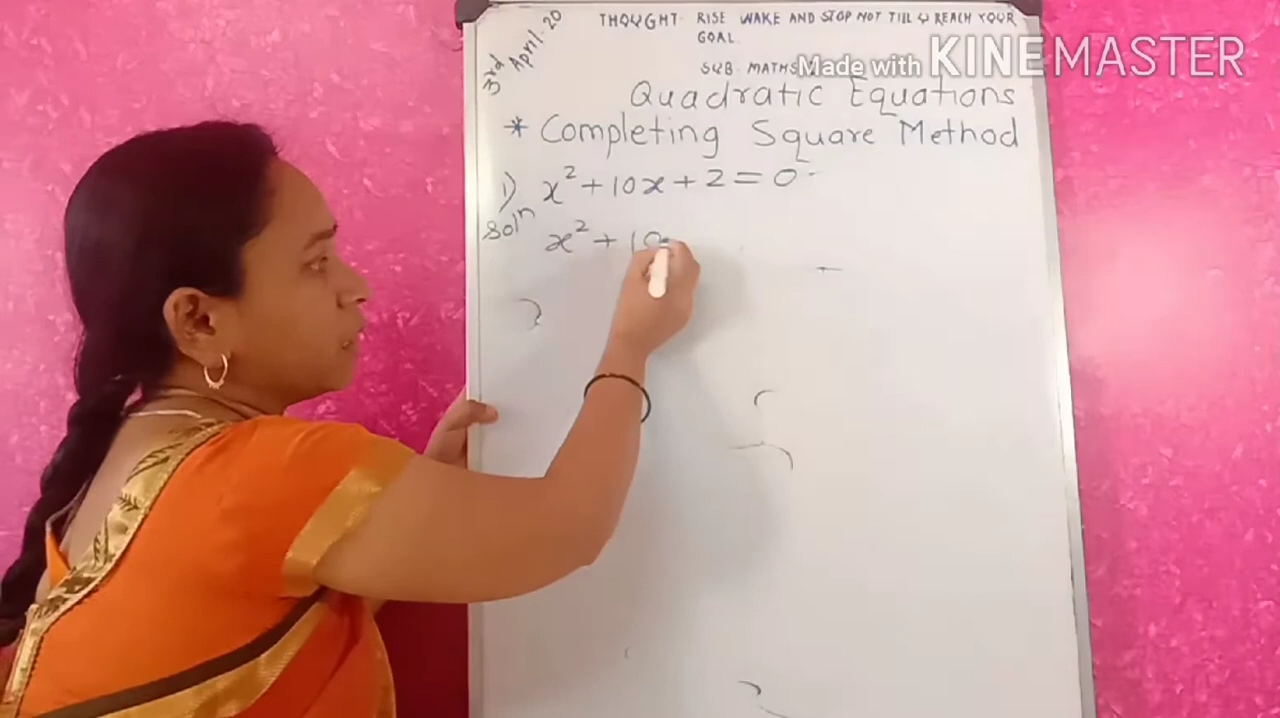 3rd April. 20
THOUGHT- RISE WAKE AND STOP NOT TILL U REACH YOUR
GOAL.
SUB- MATHS
Made with KINEMASTER
Quadratic Equations
* Completing Square Method
1) x² + 10x + 2 = 0
Solⁿ x² + 10